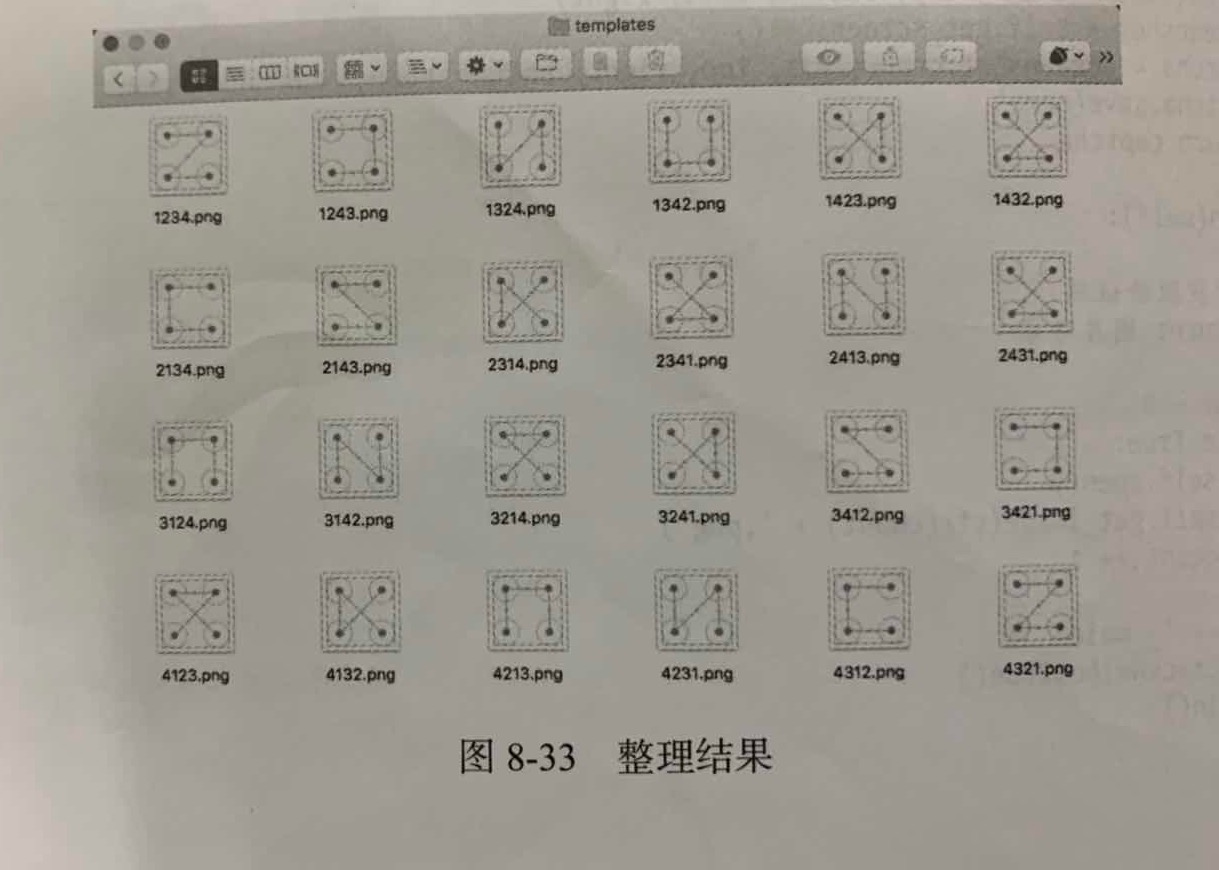 templates
1234.png 1243.png 1324.png 1342.png 1423.png 1432.png
2134.png 2143.png 2314.png 2341.png 2413.png 2431.png
3124.png 3142.png 3214.png 3241.png 3412.png 3421.png
4123.png 4132.png 4213.png 4231.png 4312.png 4321.png
图 8-33 整理结果